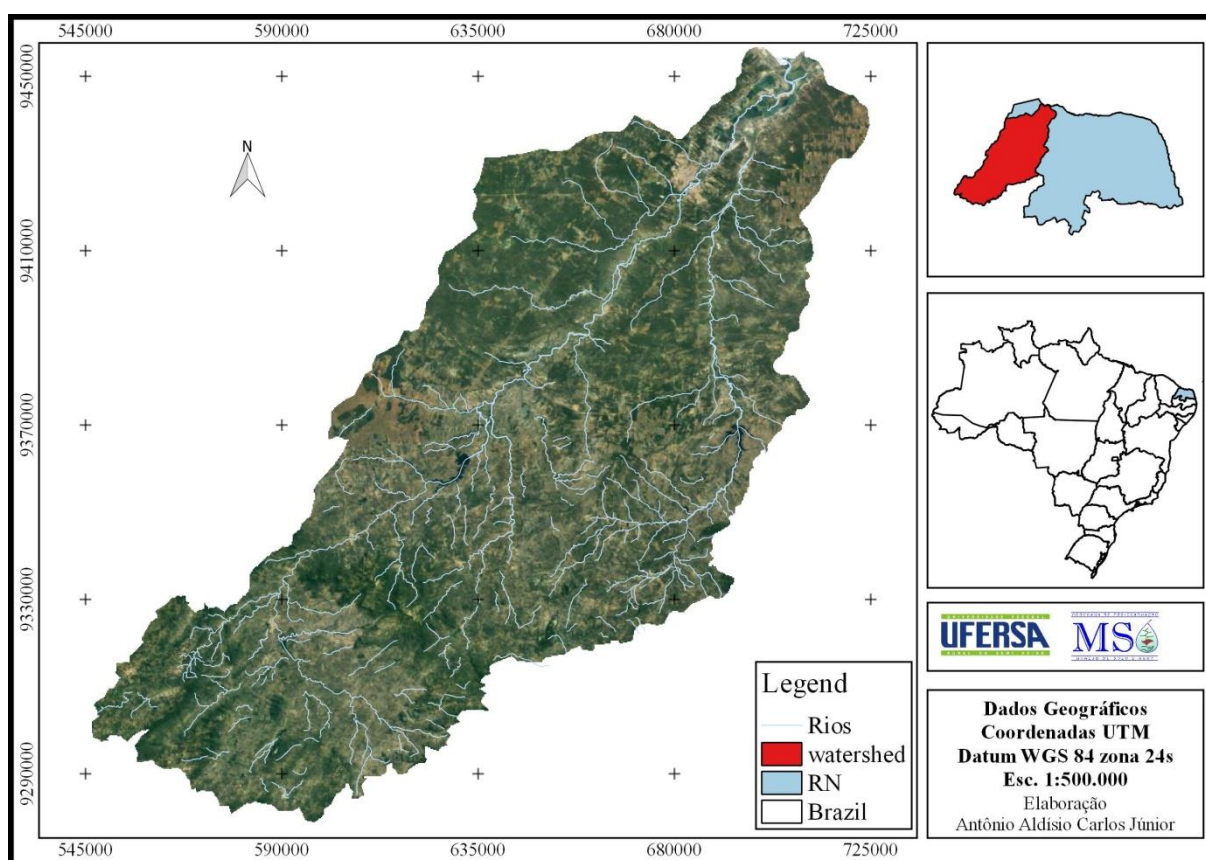 545000 590000 635000 680000 725000
9450000
9410000
9370000
9330000
9290000
N
545000 590000 635000 680000 725000
Legend
Rios
watershed
RN
Brazil
UFERSA
MS
Dados Geográficos
Coordenadas UTM
Datum WGS 84 zona 24s
Esc. 1:500.000
Elaboração
Antônio Aldísio Carlos Júnior